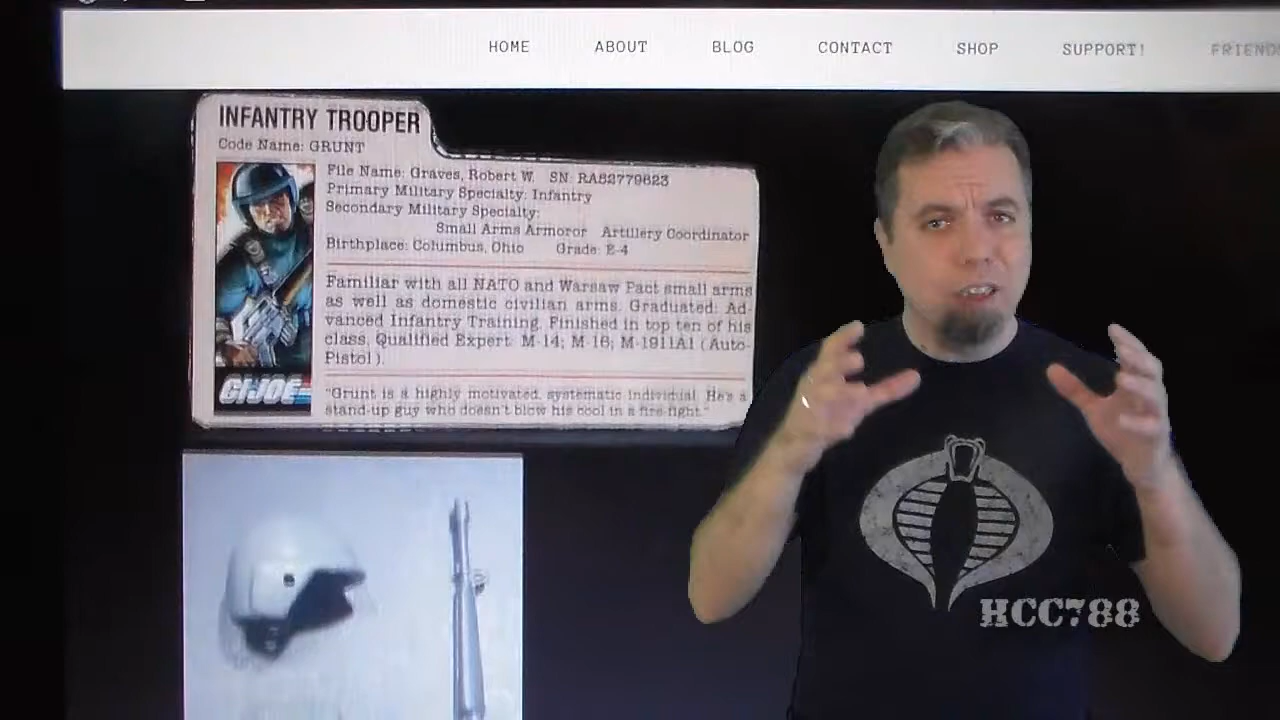 HOME ABOUT BLOG CONTACT SHOP SUPPORT!
INFANTRY TROOPER
Code Name: GRUNT
File Name: Graves, Robert W. SN: RA82779623
Primary Military Specialty: Infantry
Secondary Military Specialty:
Small Arms Armoror Artillery Coordinator
Birthplace: Columbus, Ohio Grade: E-4
Familiar with all NATO and Warsaw Pact small arms
as well as domestic civilian arms. Graduated: Ad-
vanced Infantry Training. Finished in top ten of his
class. Qualified Expert: M-14; M-16; M-1911A1 (Auto-
Pistol).
"Grunt is a highly motivated, systematic individial. He's a
stand-up guy who doesn't blow his cool in a fire-fight."
G.I.JOE
HCC788